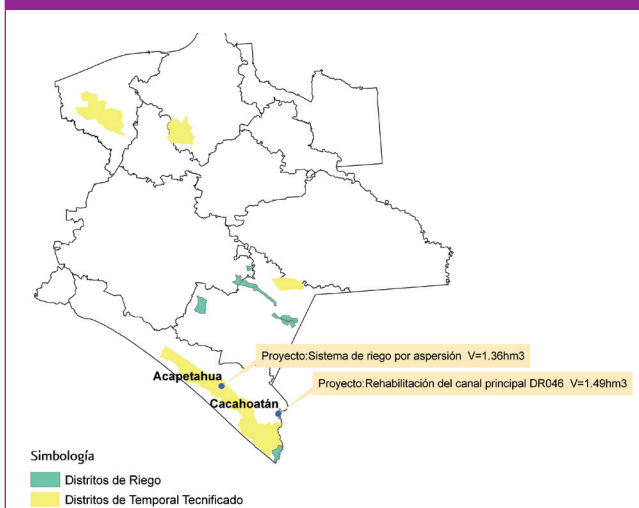 Proyecto:Sistema de riego por aspersión V=1.36hm3
Acapetahua
Proyecto:Rehabilitación del canal principal DR046 V=1.49hm3
Cacahoatán
Simbología
Distritos de Riego
Distritos de Temporal Tecnificado